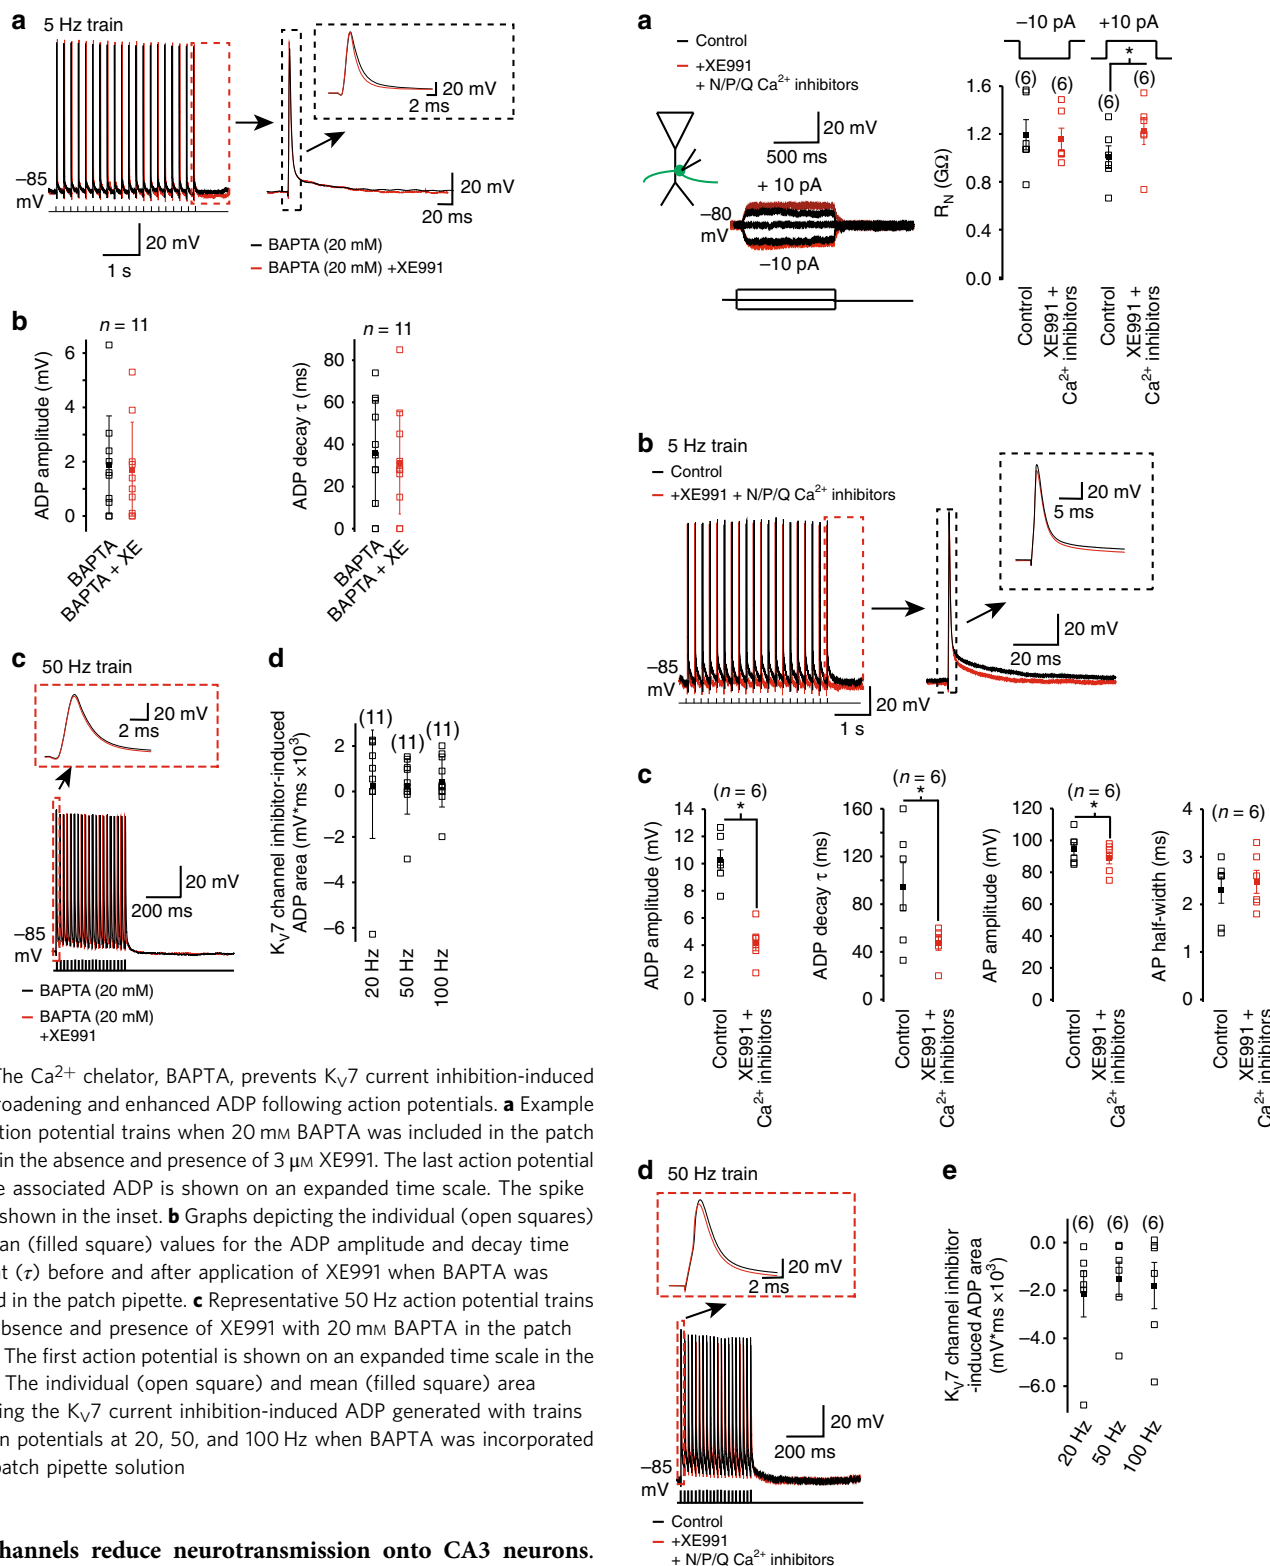 a
5 Hz train
20 mV
2 ms
–85
mV
20 mV
1 s
20 mV
20 ms
BAPTA (20 mM)
BAPTA (20 mM) +XE991
b
n = 11
ADP amplitude (mV)
6
4
2
0
BAPTA
BAPTA + XE
n = 11
ADP decay τ (ms)
80
60
40
20
0
BAPTA
BAPTA + XE
c
50 Hz train
20 mV
2 ms
20 mV
200 ms
–85
mV
BAPTA (20 mM)
BAPTA (20 mM)
+XE991
d
KV7 channel inhibitor-induced
ADP area (mV*ms ×10³)
2
0
–2
–4
–6
(11)
(11)
(11)
20 Hz
50 Hz
100 Hz
The Ca2+ chelator, BAPTA, prevents KV7 current inhibition-induced
roadening and enhanced ADP following action potentials. a Example
tion potential trains when 20 mM BAPTA was included in the patch
in the absence and presence of 3 μM XE991. The last action potential
e associated ADP is shown on an expanded time scale. The spike
shown in the inset. b Graphs depicting the individual (open squares)
an (filled square) values for the ADP amplitude and decay time
t (τ) before and after application of XE991 when BAPTA was
d in the patch pipette. c Representative 50 Hz action potential trains
bsence and presence of XE991 with 20 mM BAPTA in the patch
The first action potential is shown on an expanded time scale in the
The individual (open square) and mean (filled square) area
ing the KV7 current inhibition-induced ADP generated with trains
n potentials at 20, 50, and 100 Hz when BAPTA was incorporated
patch pipette solution
hannels reduce neurotransmission onto CA3 neurons.
a
Control
+XE991
+ N/P/Q Ca2+ inhibitors
20 mV
500 ms
+ 10 pA
–80
mV
–10 pA
–10 pA
+10 pA
*
(6)
(6)
(6)
(6)
RN (GΩ)
1.6
1.2
0.8
0.4
0.0
Control
XE991 +
Ca2+ inhibitors
Control
XE991 +
Ca2+ inhibitors
b
5 Hz train
Control
+XE991 + N/P/Q Ca2+ inhibitors
20 mV
5 ms
–85
mV
20 mV
1 s
20 mV
20 ms
c
(n = 6)
*
ADP amplitude (mV)
14
12
10
8
6
4
2
0
Control
XE991 +
Ca2+ inhibitors
(n = 6)
*
ADP decay τ (ms)
160
120
80
40
0
Control
XE991 +
Ca2+ inhibitors
(n = 6)
*
AP amplitude (mV)
120
100
80
60
40
20
0
Control
XE991 +
Ca2+ inhibitors
(n = 6)
AP half-width (ms)
4
3
2
1
0
Control
XE991 +
Ca2+ inhibitors
d
50 Hz train
20 mV
2 ms
20 mV
200 ms
–85
mV
Control
+XE991
+ N/P/Q Ca2+ inhibitors
e
KV7 channel inhibitor
-induced ADP area
(mV*ms ×10³)
(6)
(6)
(6)
0.0
–2.0
–4.0
–6.0
20 Hz
50 Hz
100 Hz